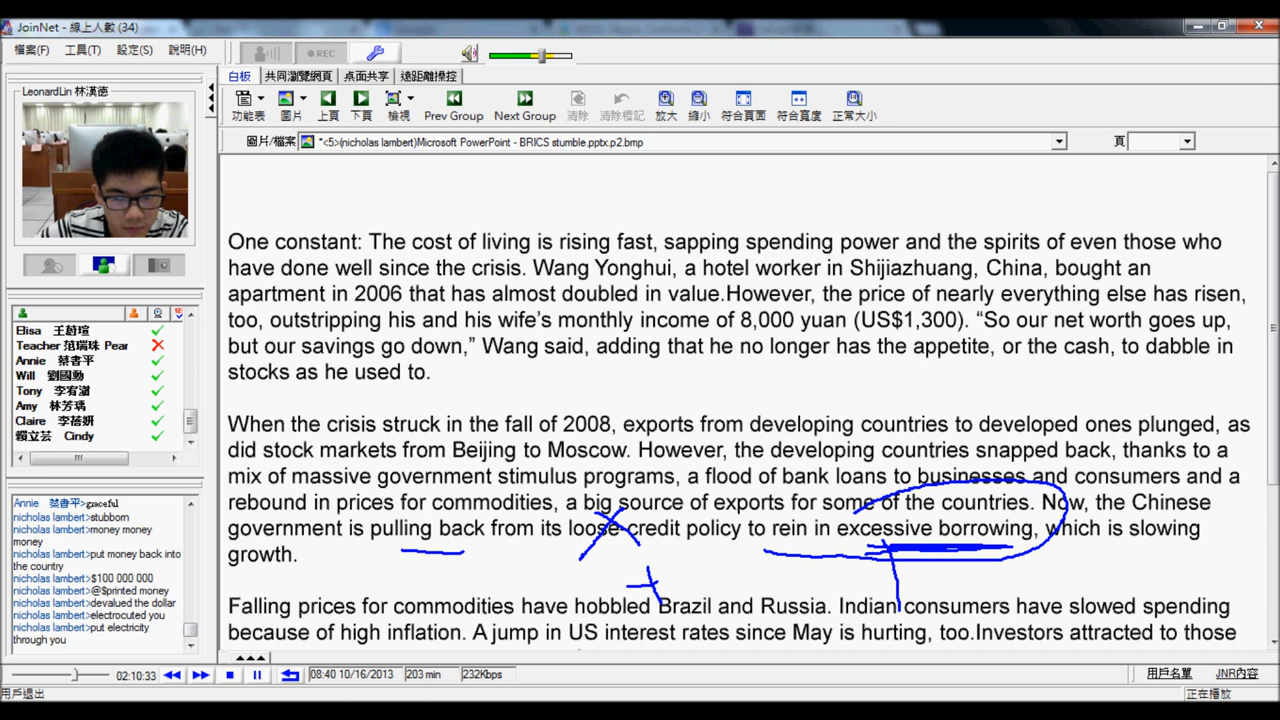 JoinNet - 線上人數 (34)
檔案(F) 工具(T) 設定(S) 說明(H)
REC
LeonardLin 林漢德
白板 共同瀏覽網頁 桌面共享 遠距離操控
功能表 圖片 上頁 下頁 檢視 Prev Group Next Group 清除 清除標記 放大 縮小 符合頁面 符合寬度 正常大小
圖片/檔案 *<5>(nicholas lambert)Microsoft PowerPoint - BRICS stumble.pptx.p2.bmp 頁
One constant: The cost of living is rising fast, sapping spending power and the spirits of even those who
have done well since the crisis. Wang Yonghui, a hotel worker in Shijiazhuang, China, bought an
apartment in 2006 that has almost doubled in value.However, the price of nearly everything else has risen,
too, outstripping his and his wife's monthly income of 8,000 yuan (US$1,300). “So our net worth goes up,
but our savings go down,” Wang said, adding that he no longer has the appetite, or the cash, to dabble in
stocks as he used to.
When the crisis struck in the fall of 2008, exports from developing countries to developed ones plunged, as
did stock markets from Beijing to Moscow. However, the developing countries snapped back, thanks to a
mix of massive government stimulus programs, a flood of bank loans to businesses and consumers and a
rebound in prices for commodities, a big source of exports for some of the countries. Now, the Chinese
government is pulling back from its loose credit policy to rein in excessive borrowing, which is slowing
growth.
Falling prices for commodities have hobbled Brazil and Russia. Indian consumers have slowed spending
because of high inflation. A jump in US interest rates since May is hurting, too.Investors attracted to those
Elisa
Teacher 范瑞珠 Pear
Annie 蔡書平
Will 劉國勳
Tony
Amy 林芳瑀
Claire 李蓓妍
賴立芸 Cindy
Annie 蔡書平>graceful
nicholas lambert>stubborn
nicholas lambert>money money
money
nicholas lambert>put money back into
the country
nicholas lambert>$100 000 000
nicholas lambert>@$printed money
nicholas lambert>devalued the dollar
nicholas lambert>electrocuted you
nicholas lambert>put electricity
through you
02:10:33 08:40 10/16/2013 203 min 232Kbps 用戶名單 JNR內容
用戶退出 正在播放